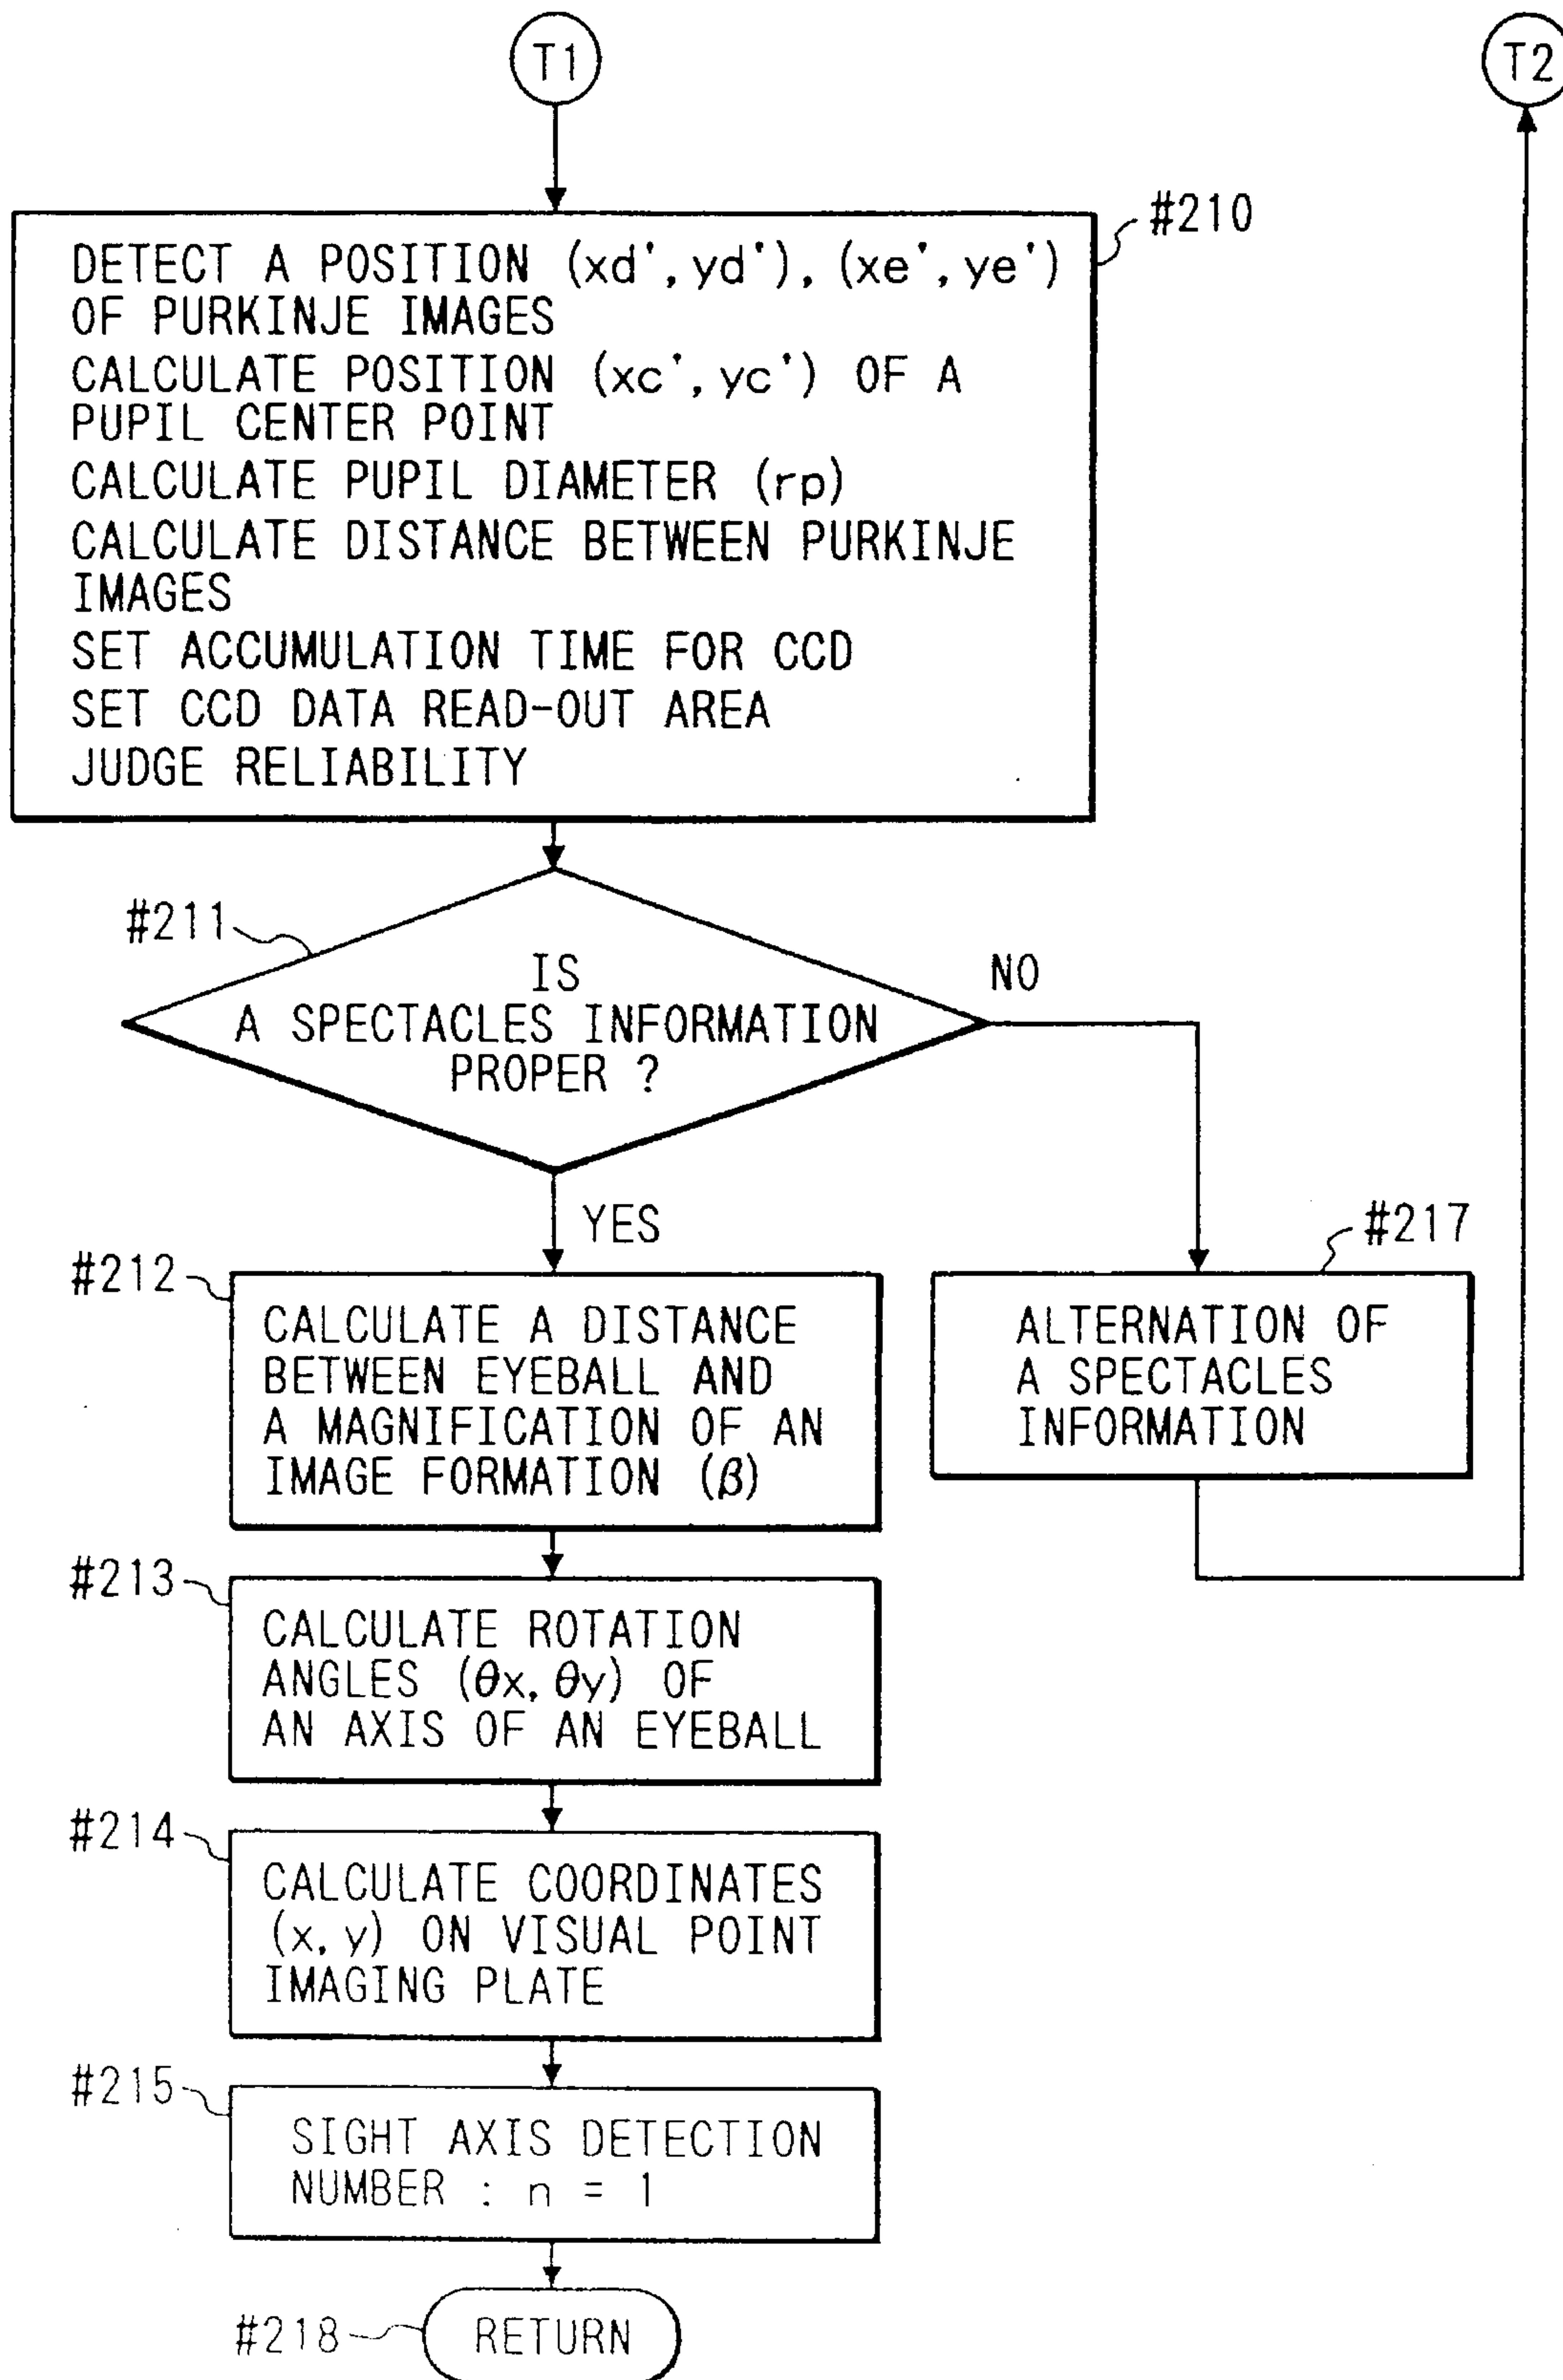 T1
T2
#210
DETECT A POSITION (xd', yd'), (xe', ye')
OF PURKINJE IMAGES
CALCULATE POSITION (xc', yc') OF A
PUPIL CENTER POINT
CALCULATE PUPIL DIAMETER (rp)
CALCULATE DISTANCE BETWEEN PURKINJE
IMAGES
SET ACCUMULATION TIME FOR CCD
SET CCD DATA READ-OUT AREA
JUDGE RELIABILITY
#211
IS
A SPECTACLES INFORMATION
PROPER ?
NO
YES
#217
ALTERNATION OF
A SPECTACLES
INFORMATION
#212
CALCULATE A DISTANCE
BETWEEN EYEBALL AND
A MAGNIFICATION OF AN
IMAGE FORMATION (β)
#213
CALCULATE ROTATION
ANGLES (θx, θy) OF
AN AXIS OF AN EYEBALL
#214
CALCULATE COORDINATES
(x, y) ON VISUAL POINT
IMAGING PLATE
#215
SIGHT AXIS DETECTION
NUMBER : n = 1
#218
RETURN